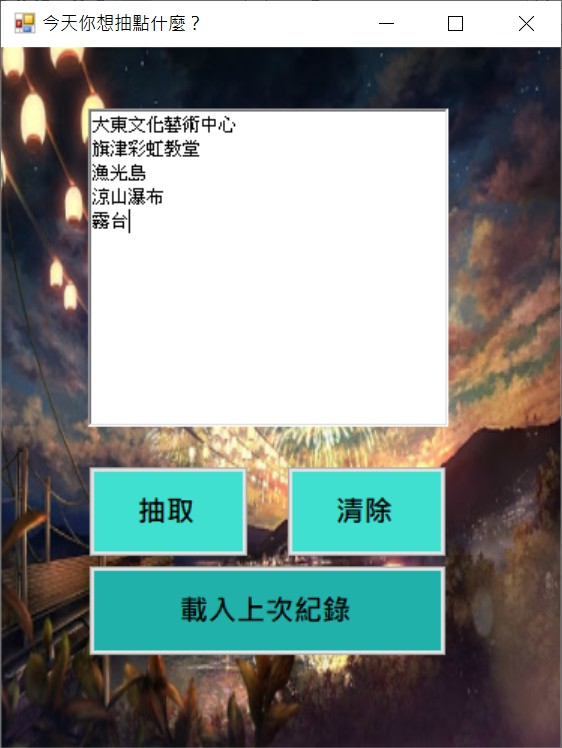 今天你想抽點什麼？
大東文化藝術中心
旗津彩虹教堂
漁光島
涼山瀑布
霧台
抽取
清除
載入上次紀錄